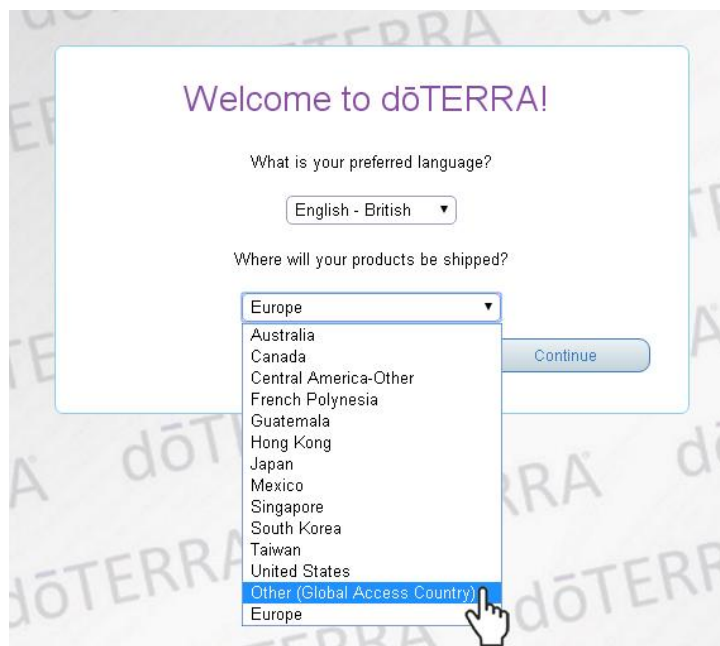 Welcome to dōTERRA!
What is your preferred language?
English - British
Where will your products be shipped?
Europe
Australia
Canada
Central America-Other
French Polynesia
Guatemala
Hong Kong
Japan
Mexico
Singapore
South Korea
Taiwan
United States
Other (Global Access Country)
Europe
Continue